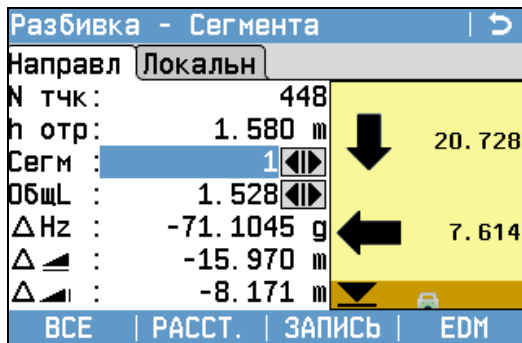 Разбивка - Сегмента
Направл Локальн
N тчк: 448
h отр: 1.580 m
20.728
Сегм : 1
ОбщL : 1.528
ΔHz : -71.1045 g
7.614
Δ : -15.970 m
Δ : -8.171 m
ВСЕ | РАССТ. | ЗАПИСЬ | EDM